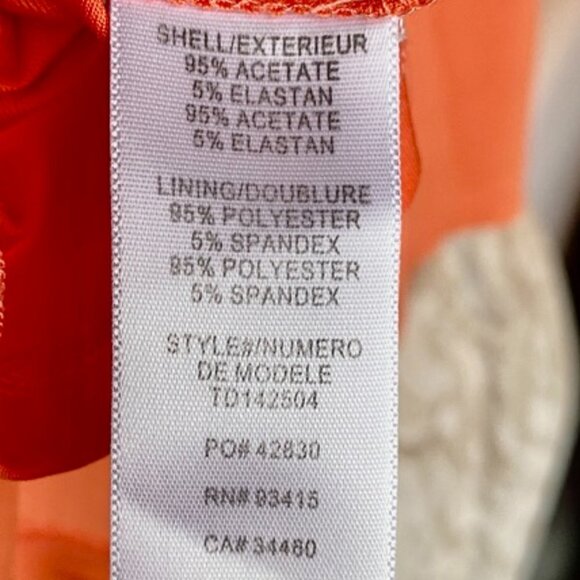 SHELL/EXTERIEUR
95% ACETATE
5% ELASTAN
95% ACETATE
5% ELASTAN
LINING/DOUBLURE
95% POLYESTER
5% SPANDEX
95% POLYESTER
5% SPANDEX
STYLE#/NUMERO
DE MODELE
TD142504
PO# 42830
RN# 93415
CA# 34460